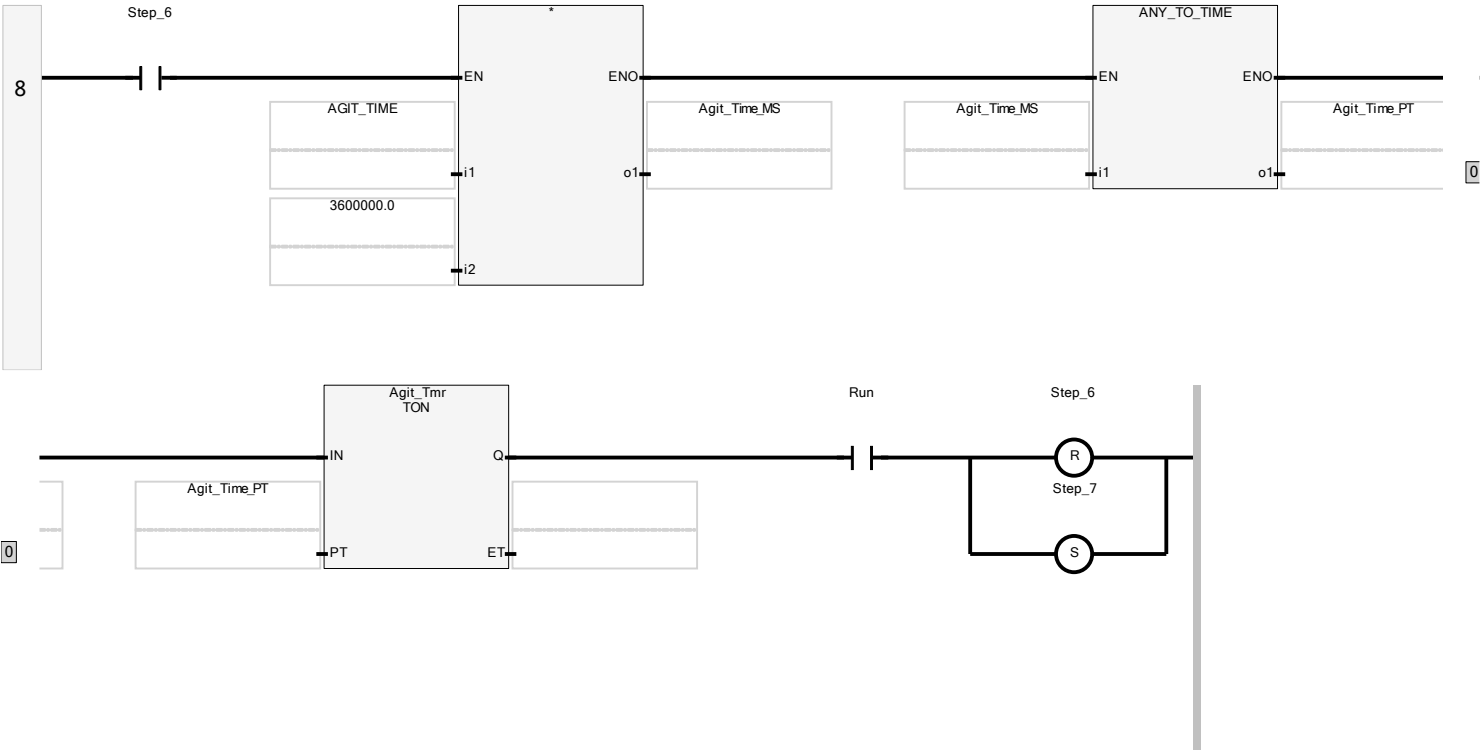 Step_6
*
ANY_TO_TIME
8
EN
ENO
EN
ENO
AGIT_TIME
Agit_Time_MS
Agit_Time_MS
Agit_Time_PT
i1
o1
i1
o1
0
3600000.0
i2
Agit_Tmr
TON
Run
Step_6
IN
Q
R
Agit_Time_PT
Step_7
0
PT
ET
S